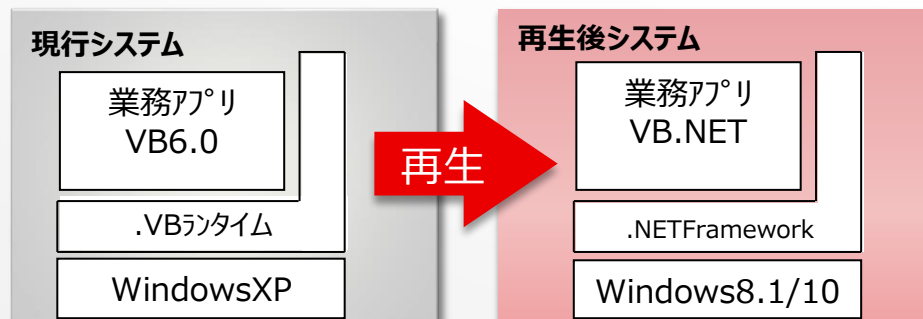 現行システム
業務アプリ
VB6.0
.VBランタイム
WindowsXP
再生
再生後システム
業務アプリ
VB.NET
.NETFramework
Windows8.1/10